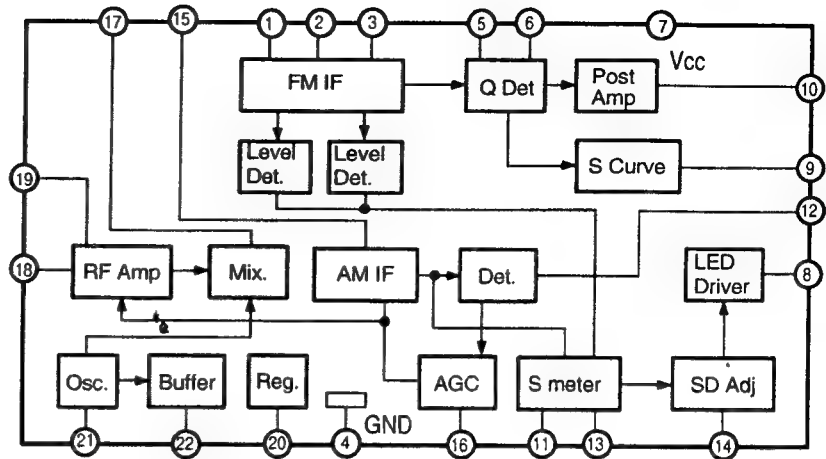 17 15 1 2 3 5 6 7
Vcc
FM IF
Q Det
Post
Amp
10
Level
Det.
Level
Det.
S Curve
9
19
12
18
RF Amp
Mix.
AM IF
Det.
LED
Driver
8
Osc.
Buffer
Reg.
AGC
S meter
SD Adj
GND
21 22 20 4 16 11 13 14